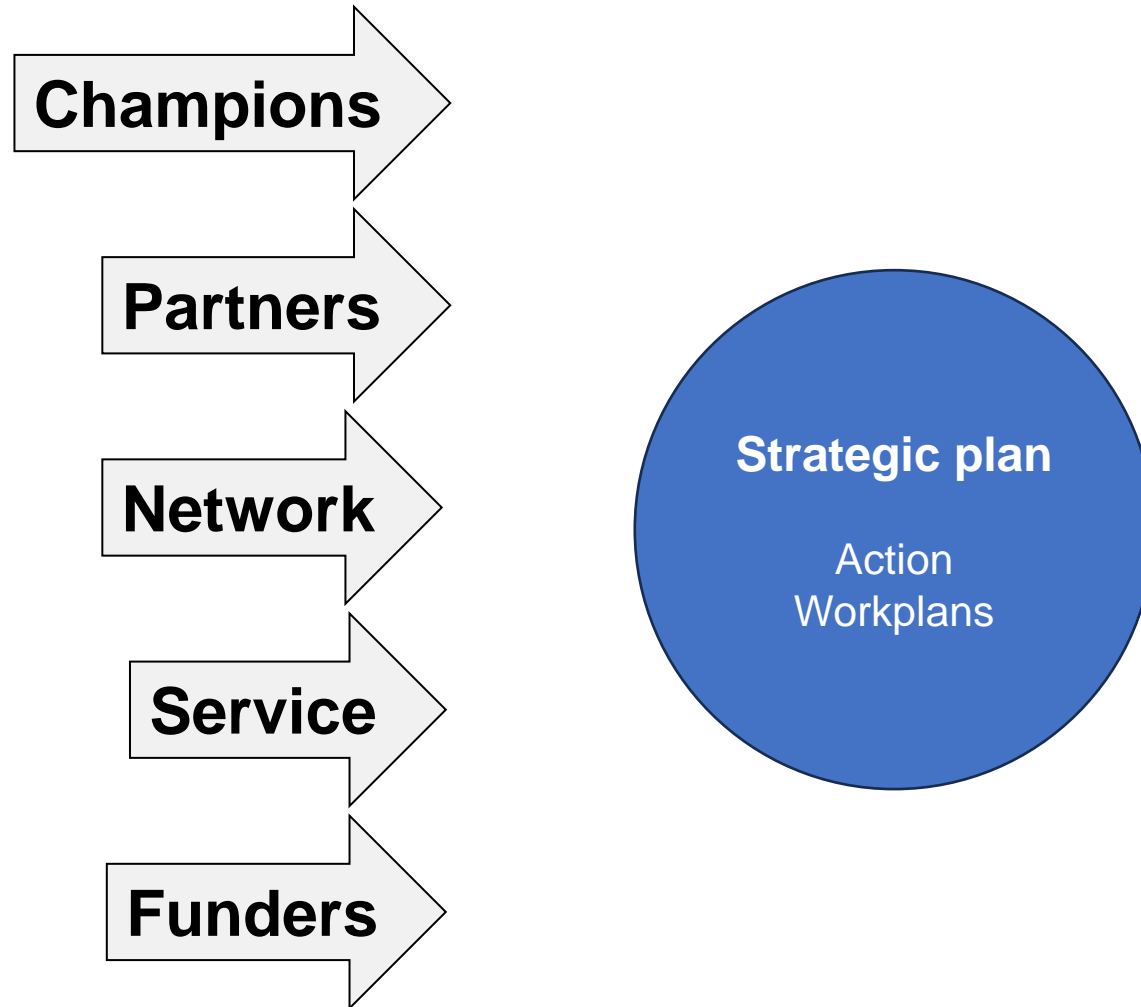 Champions
Partners
Network
Service
Funders
Strategic plan
Action
Workplans